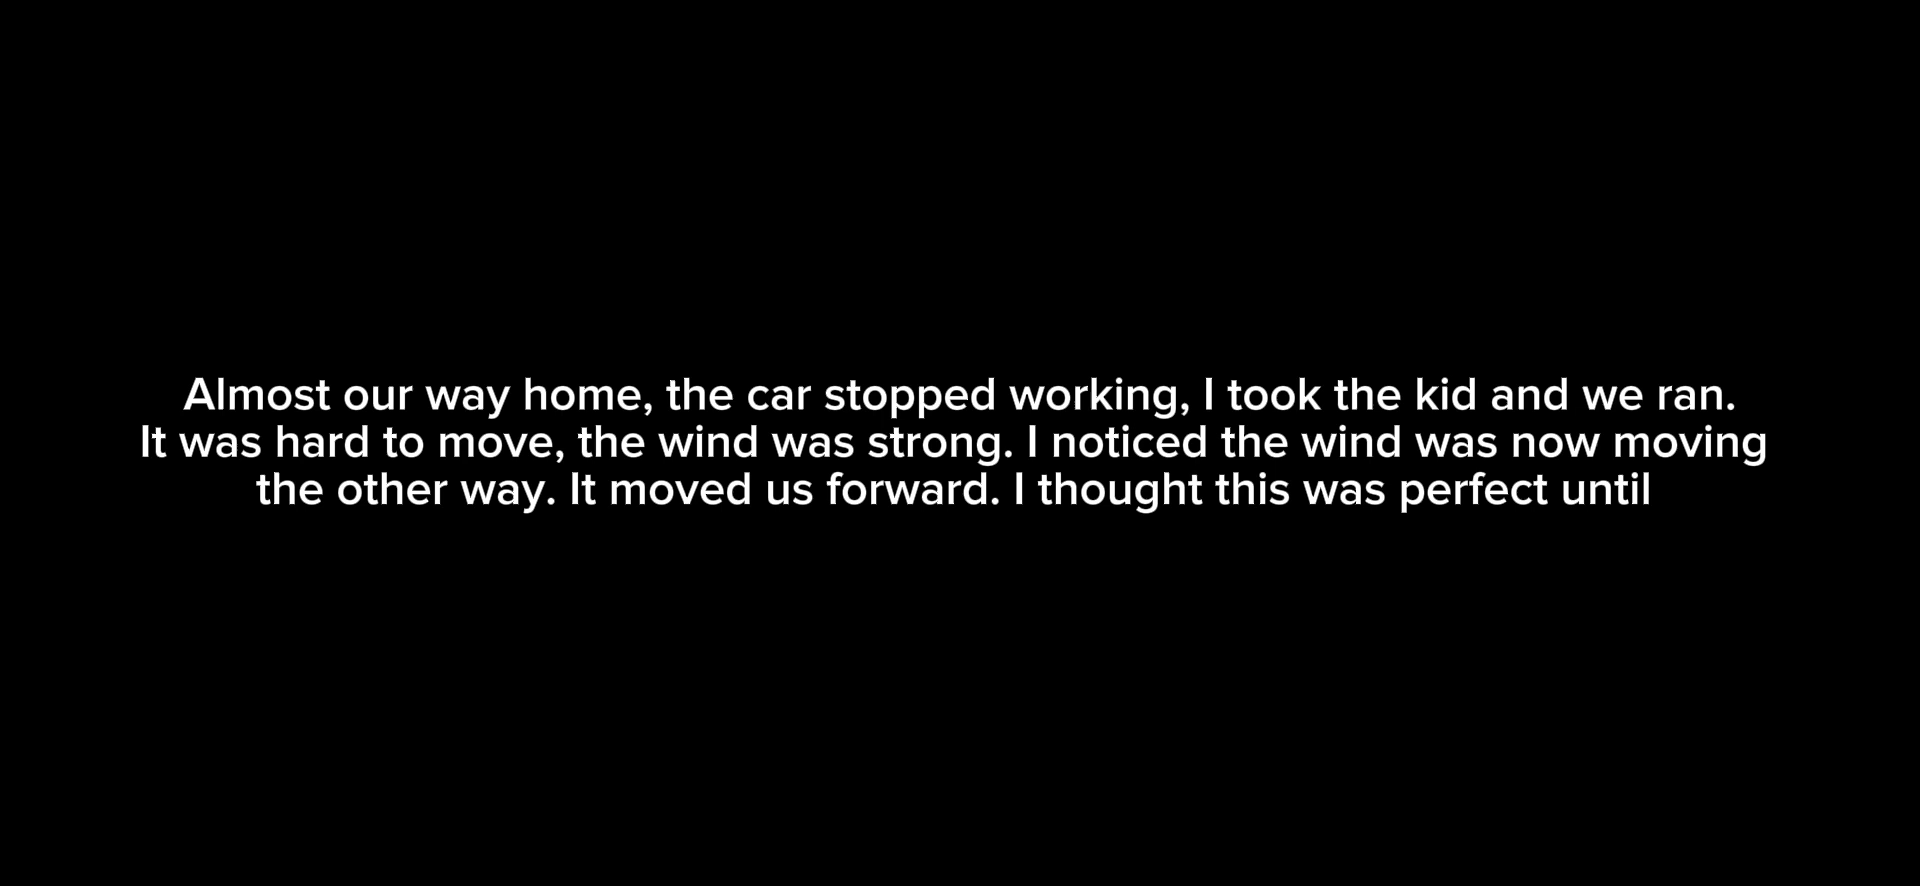 Almost our way home, the car stopped working, I took the kid and we ran.
It was hard to move, the wind was strong. I noticed the wind was now moving
the other way. It moved us forward. I thought this was perfect until